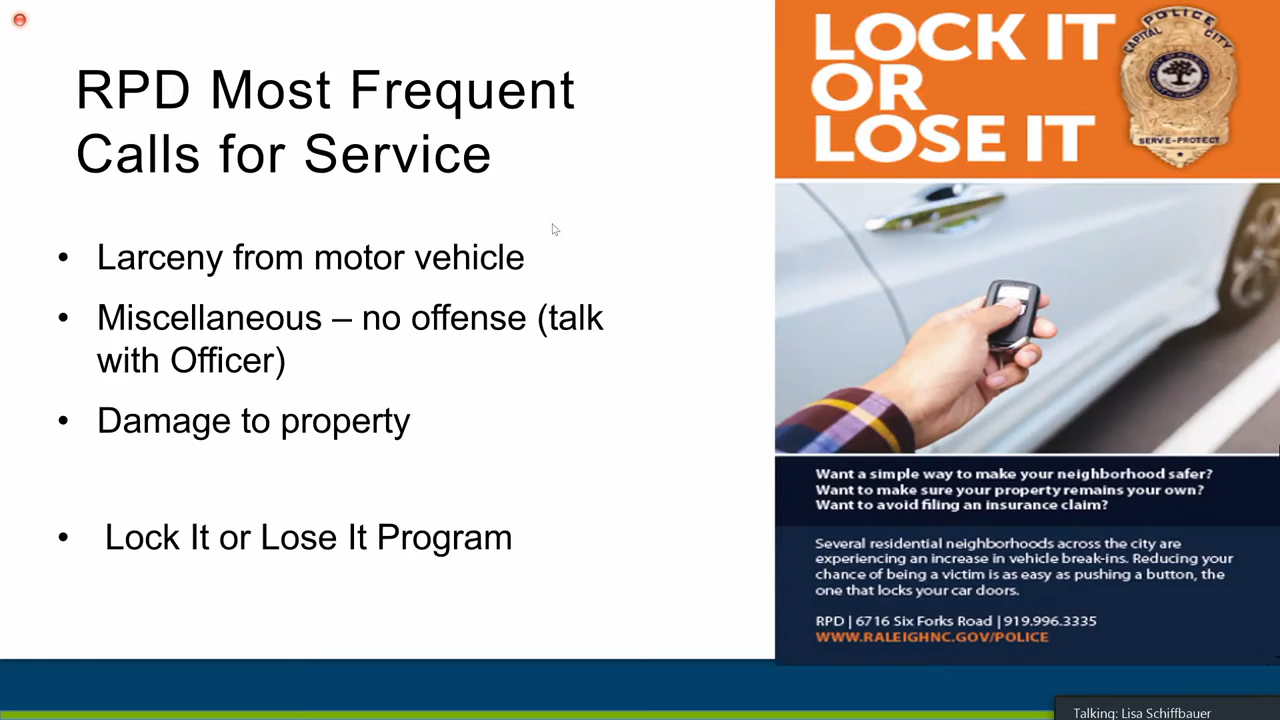 RPD Most Frequent
Calls for Service
• Larceny from motor vehicle
• Miscellaneous – no offense (talk
with Officer)
• Damage to property
• Lock It or Lose It Program
LOCK IT
OR
LOSE IT
POLICE
CAPITAL CITY
SERVE-PROTECT
Want a simple way to make your neighborhood safer?
Want to make sure your property remains your own?
Want to avoid filing an insurance claim?
Several residential neighborhoods across the city are
experiencing an increase in vehicle break-ins. Reducing your
chance of being a victim is as easy as pushing a button, the
one that locks your car doors.
RPD | 6716 Six Forks Road | 919.996.3335
WWW.RALEIGHNC.GOV/POLICE
Talking: Lisa Schiffbauer